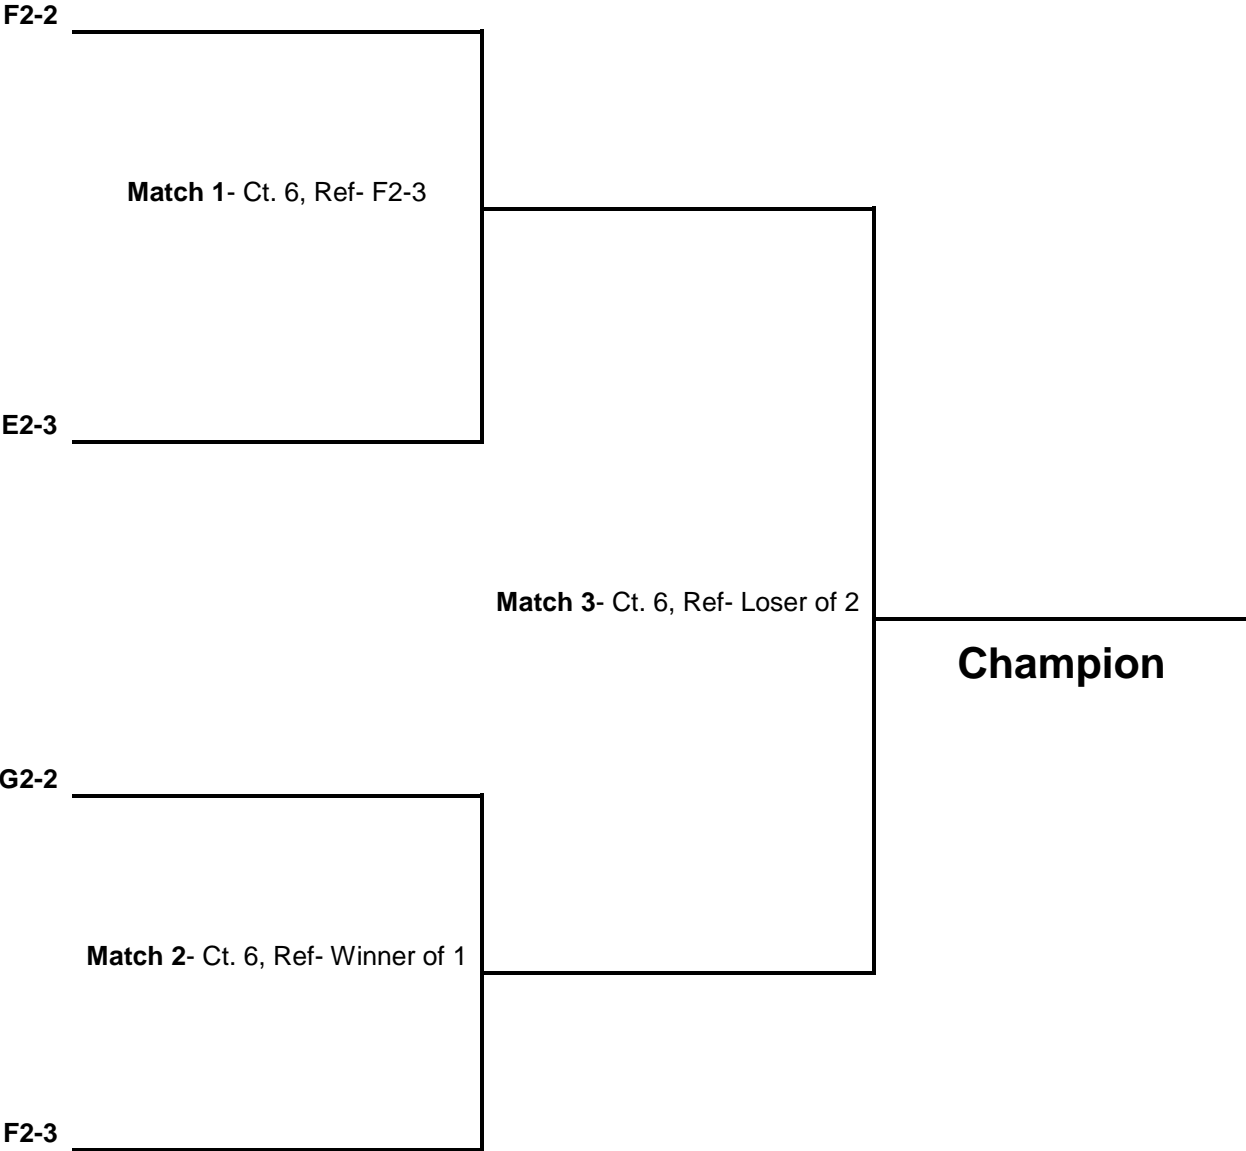 F2-2
Match 1- Ct. 6, Ref- F2-3
E2-3
Match 3- Ct. 6, Ref- Loser of 2
Champion
G2-2
Match 2- Ct. 6, Ref- Winner of 1
F2-3